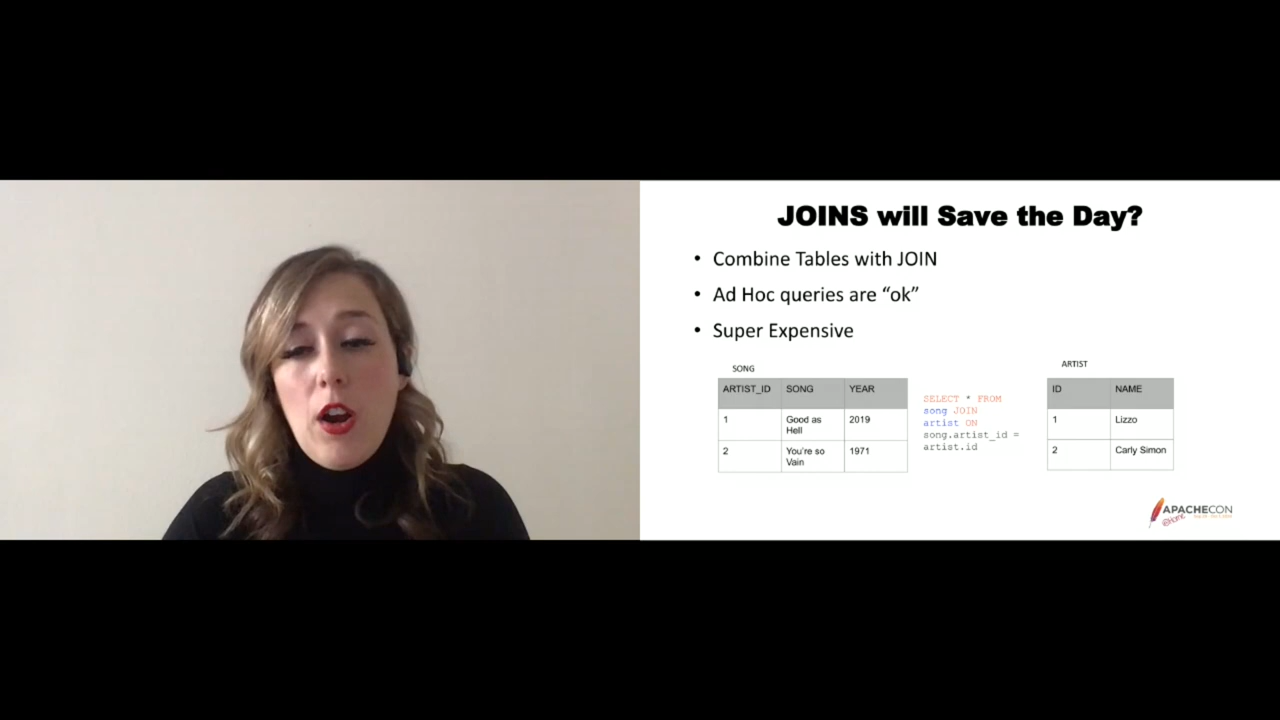 JOINS will Save the Day?
• Combine Tables with JOIN
• Ad Hoc queries are “ok”
• Super Expensive
SONG
ARTIST_ID SONG YEAR
1 Good as 2019
Hell
2 You're so 1971
Vain
SELECT * FROM
song JOIN
artist ON
song.artist_id =
artist.id
ARTIST
ID NAME
1 Lizzo
2 Carly Simon
APACHECON
@Home